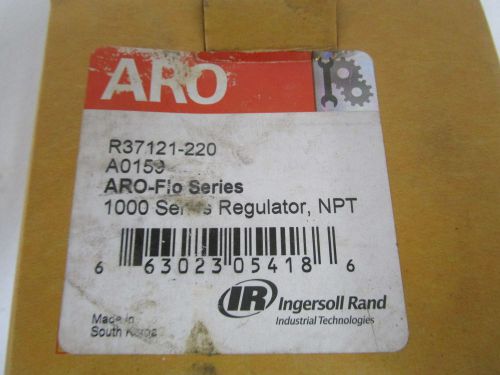 ARO
R37121-220
A0159
ARO-Flo Series
1000 Series Regulator, NPT
6 63023 05418 6
IR Ingersoll Rand
Industrial Technologies
Made in
South Korea